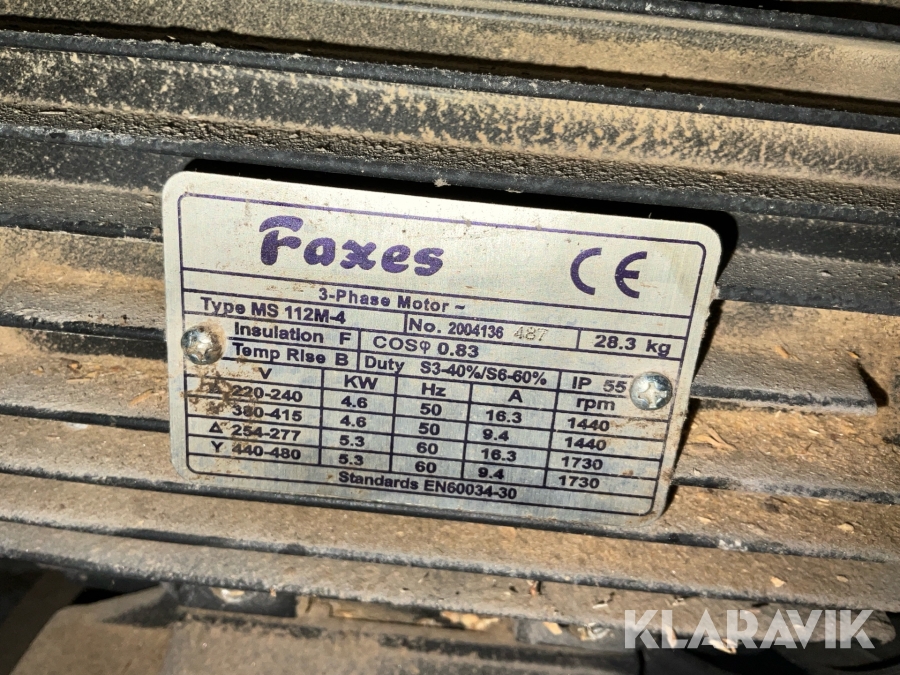 Faxes CE
3-Phase Motor ~
Type MS 112M-4 No. 2004136 487 28.3 kg
Insulation F COSφ 0.83
Temp Rise B Duty S3-40%/S6-60% IP 55
V KW Hz A rpm
220-240 4.6 50 16.3 1440
380-415 4.6 50 9.4 1440
Δ 254-277 5.3 60 16.3 1730
Y 440-480 5.3 60 9.4 1730
Standards EN60034-30
KLARAVIK